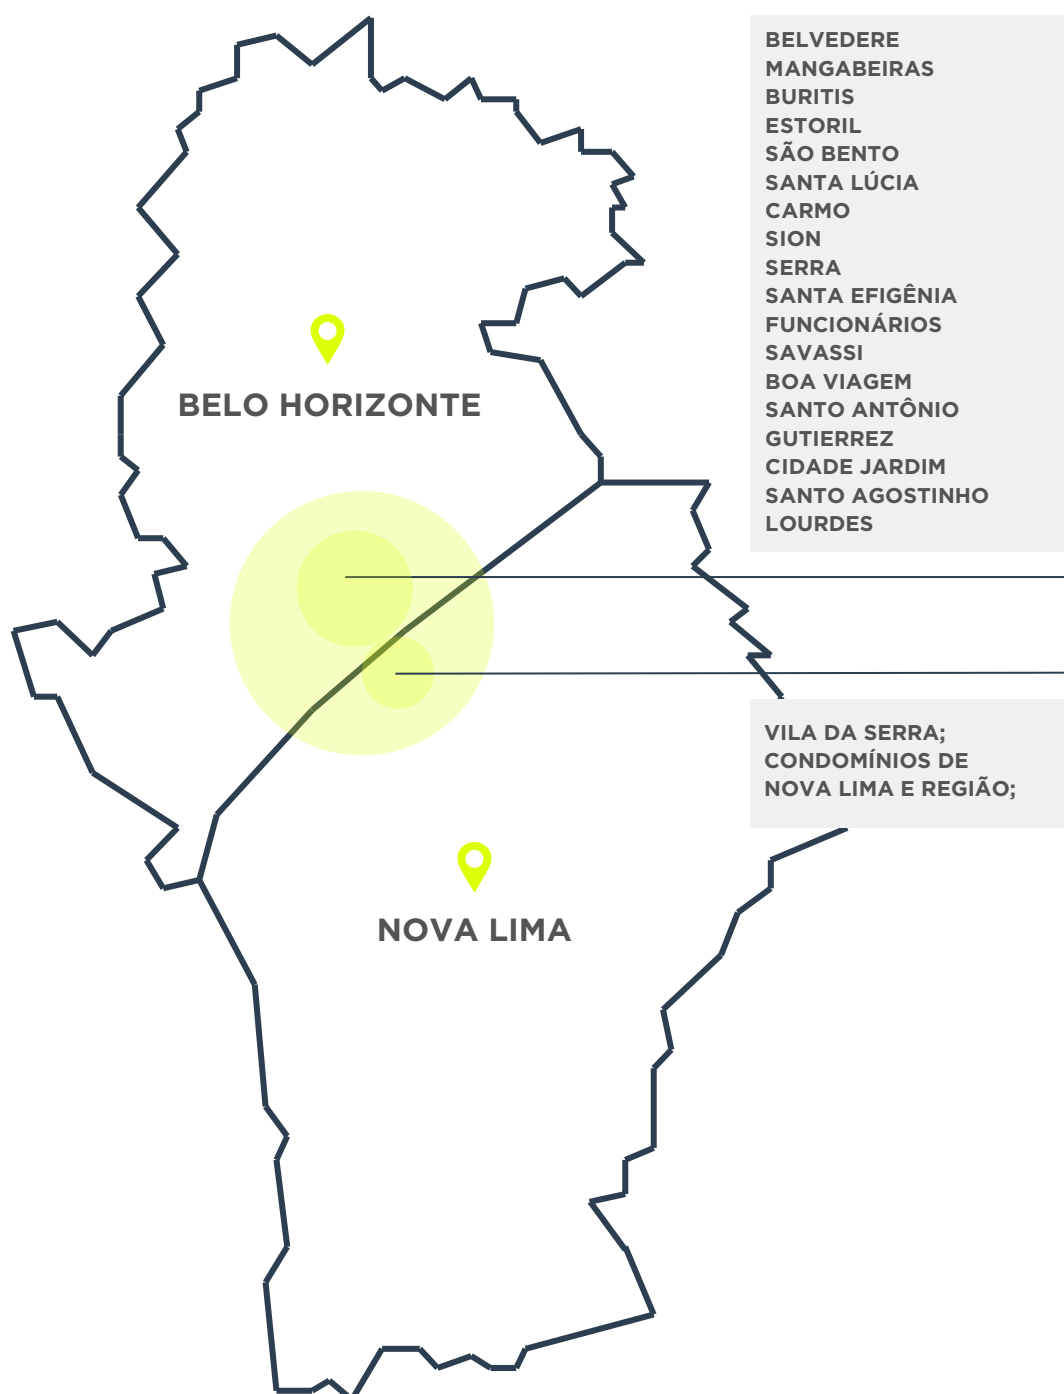 BELVEDERE
MANGABEIRAS
BURITIS
ESTORIL
SÃO BENTO
SANTA LÚCIA
CARMO
SION
SERRA
SANTA EFIGÊNIA
FUNCIONÁRIOS
SAVASSI
BOA VIAGEM
SANTO ANTÔNIO
GUTIERREZ
CIDADE JARDIM
SANTO AGOSTINHO
LOURDES
BELO HORIZONTE
VILA DA SERRA;
CONDOMÍNIOS DE
NOVA LIMA E REGIÃO;
NOVA LIMA